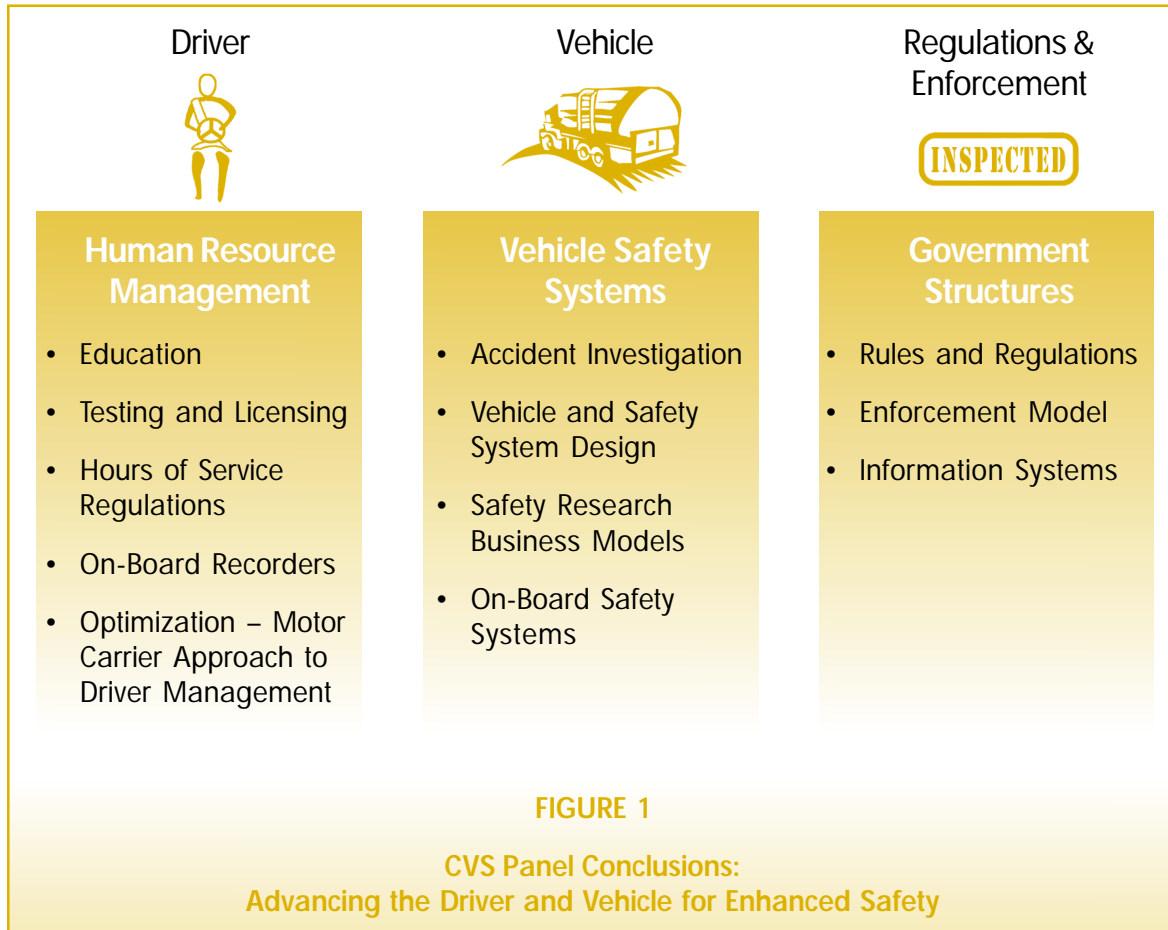 Driver
Human Resource
Management
• Education
• Testing and Licensing
• Hours of Service
Regulations
• On-Board Recorders
• Optimization – Motor
Carrier Approach to
Driver Management
Vehicle
Vehicle Safety
Systems
• Accident Investigation
• Vehicle and Safety
System Design
• Safety Research
Business Models
• On-Board Safety
Systems
Regulations &
Enforcement
INSPECTED
Government
Structures
• Rules and Regulations
• Enforcement Model
• Information Systems
FIGURE 1
CVS Panel Conclusions:
Advancing the Driver and Vehicle for Enhanced Safety